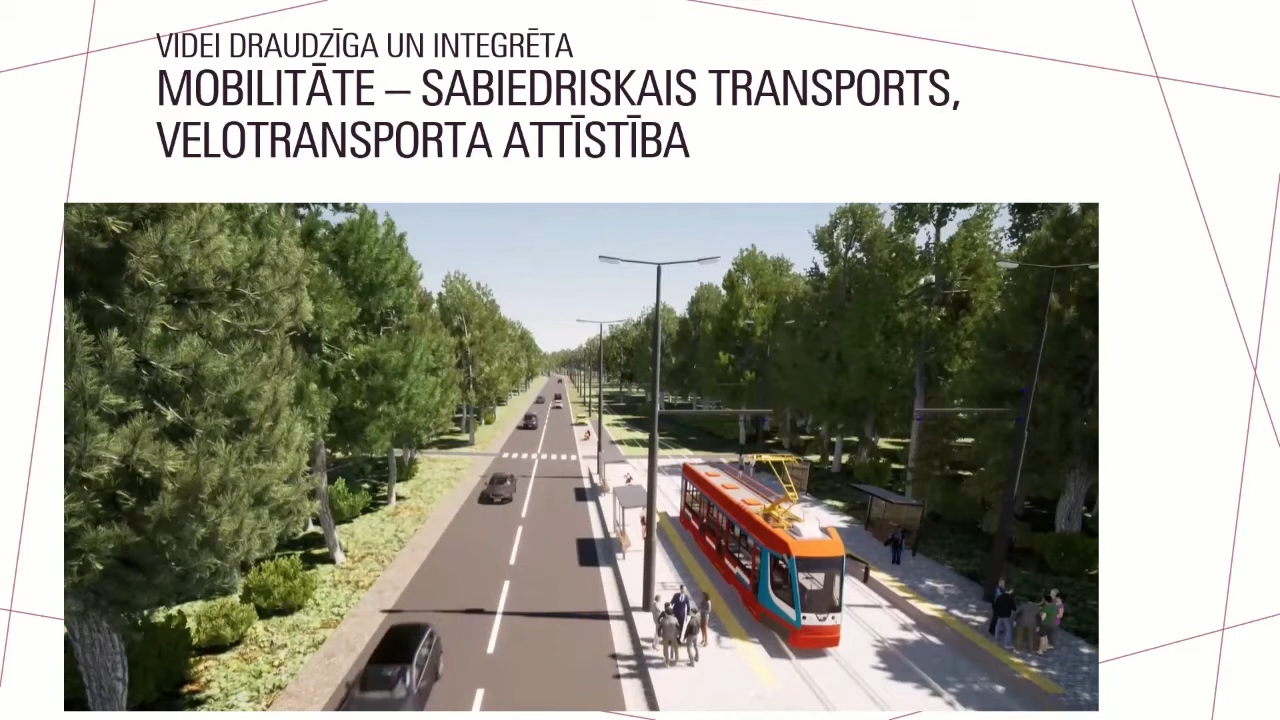 VIDEI DRAUDZĪGA UN INTEGRĒTA
MOBILITĀTE – SABIEDRISKAIS TRANSPORTS,
VELOTRANSPORTA ATTĪSTĪBA